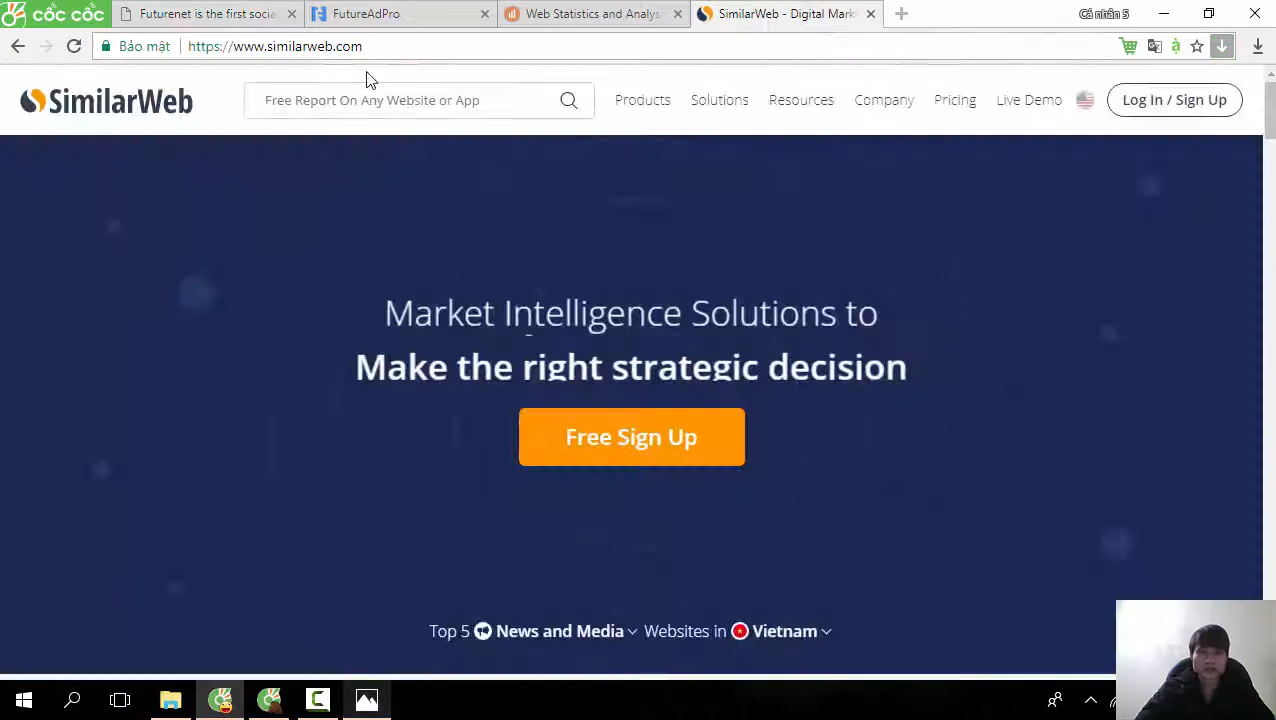 cốc cốc
Futurenet is the first socia
FutureAdPro
Web Statistics and Analys
SimilarWeb - Digital Mark
Cá nhân 5
Bảo mật
https://www.similarweb.com
SimilarWeb
Free Report On Any Website or App
Products
Solutions
Resources
Company
Pricing
Live Demo
Log In / Sign Up
Market Intelligence Solutions to
Make the right strategic decision
Free Sign Up
Top 5 News and Media Websites in Vietnam